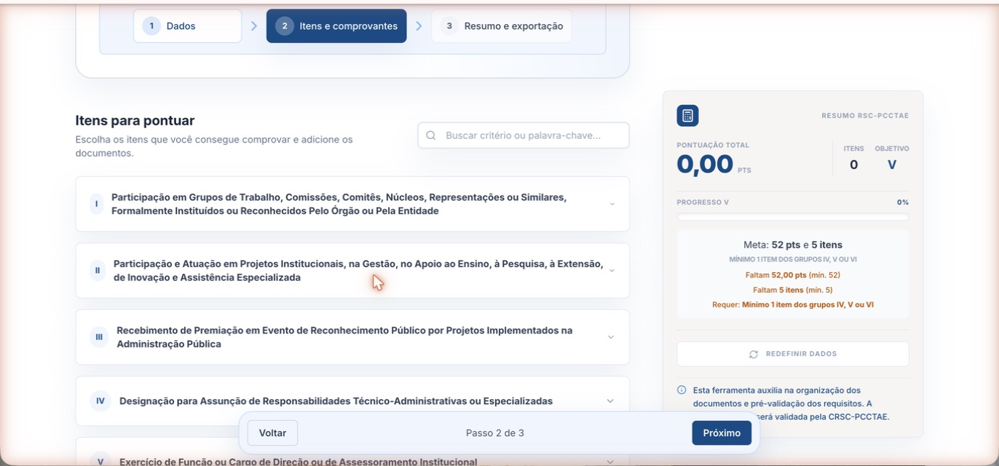 1 Dados
2 Itens e comprovantes
3 Resumo e exportação
Itens para pontuar
Escolha os itens que você consegue comprovar e adicione os
documentos.
Buscar critério ou palavra-chave...
I
Participação em Grupos de Trabalho, Comissões, Comitês, Núcleos, Representações ou Similares,
Formalmente Instituídos ou Reconhecidos Pelo Órgão ou Pela Entidade
II
Participação e Atuação em Projetos Institucionais, na Gestão, no Apoio ao Ensino, à Pesquisa, à Extensão,
de Inovação e Assistência Especializada
III
Recebimento de Premiação em Evento de Reconhecimento Público por Projetos Implementados na
Administração Pública
IV Designação para Assunção de Responsabilidades Técnico-Administrativas ou Especializadas
V Exercício de Função ou Cargo de Direção ou de Assessoramento Institucional
Voltar
Passo 2 de 3
Próximo
RESUMO RSC-PCCTAE
PONTUAÇÃO TOTAL
0,00 PTS
ITENS
0
OBJETIVO
V
PROGRESSO V
0%
Meta: 52 pts e 5 itens
MÍNIMO 1 ITEM DOS GRUPOS IV, V OU VI
Faltam 52,00 pts (mín. 52)
Faltam 5 itens (mín. 5)
Requer: Mínimo 1 item dos grupos IV, V ou VI
REDEFINIR DADOS
Esta ferramenta auxilia na organização dos
documentos e pré-validação dos requisitos. A
será validada pela CRSC-PCCTAE.